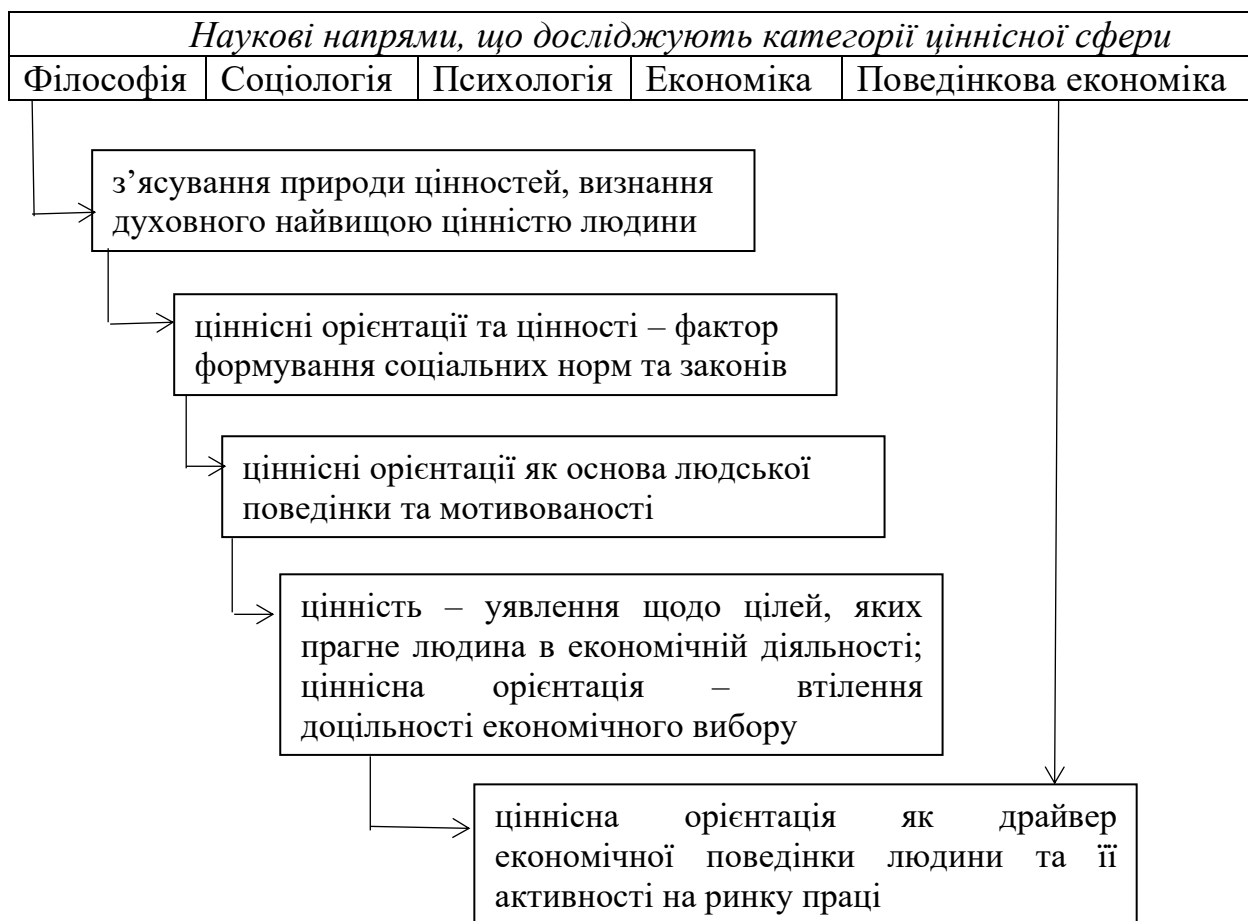 Наукові напрями, що досліджують категорії ціннісної сфери
Філософія Соціологія Психологія Економіка Поведінкова економіка
з’ясування природи цінностей, визнання
духовного найвищою цінністю людини
ціннісні орієнтації та цінності – фактор
формування соціальних норм та законів
ціннісні орієнтації як основа людської
поведінки та мотивованості
цінність – уявлення щодо цілей, яких
прагне людина в економічній діяльності;
ціннісна орієнтація – втілення
доцільності економічного вибору
ціннісна орієнтація як драйвер
економічної поведінки людини та її
активності на ринку праці